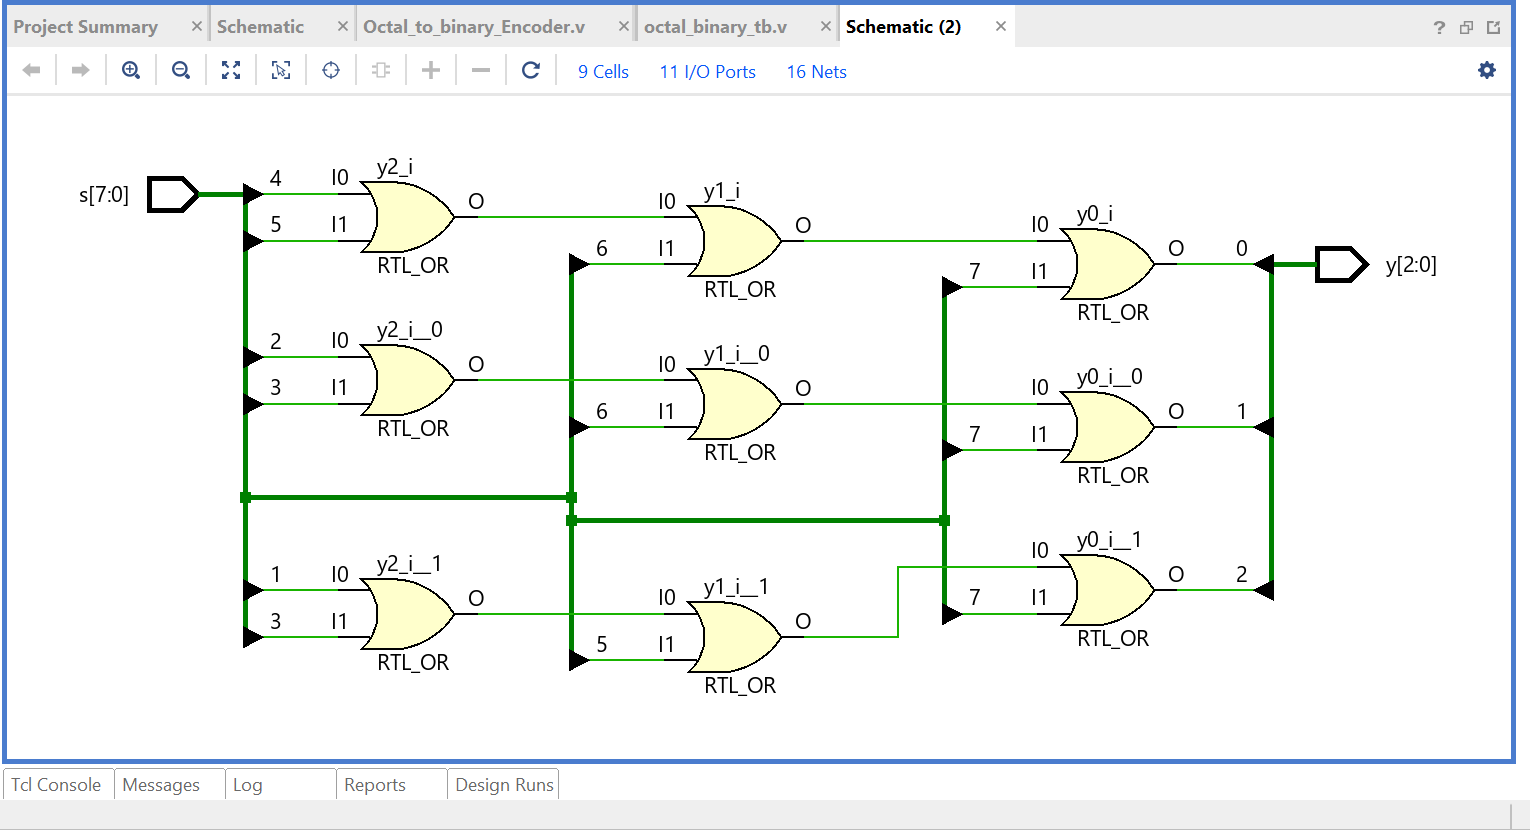 Project Summary × Schematic × Octal_to_binary_Encoder.v × octal_binary_tb.v × Schematic (2) × ?
9 Cells 11 I/O Ports 16 Nets
s[7:0]
4 I0 y2_i O
5 I1
RTL_OR
I0 y1_i O
6 I1
RTL_OR
I0 y0_i O 0
7 I1
RTL_OR
y[2:0]
2 I0 y2_i__0 O
3 I1
RTL_OR
I0 y1_i__0 O
6 I1
RTL_OR
I0 y0_i__0 O 1
7 I1
RTL_OR
1 I0 y2_i__1 O
3 I1
RTL_OR
I0 y1_i__1 O
5 I1
RTL_OR
I0 y0_i__1 O 2
7 I1
RTL_OR
Tcl Console Messages Log Reports Design Runs